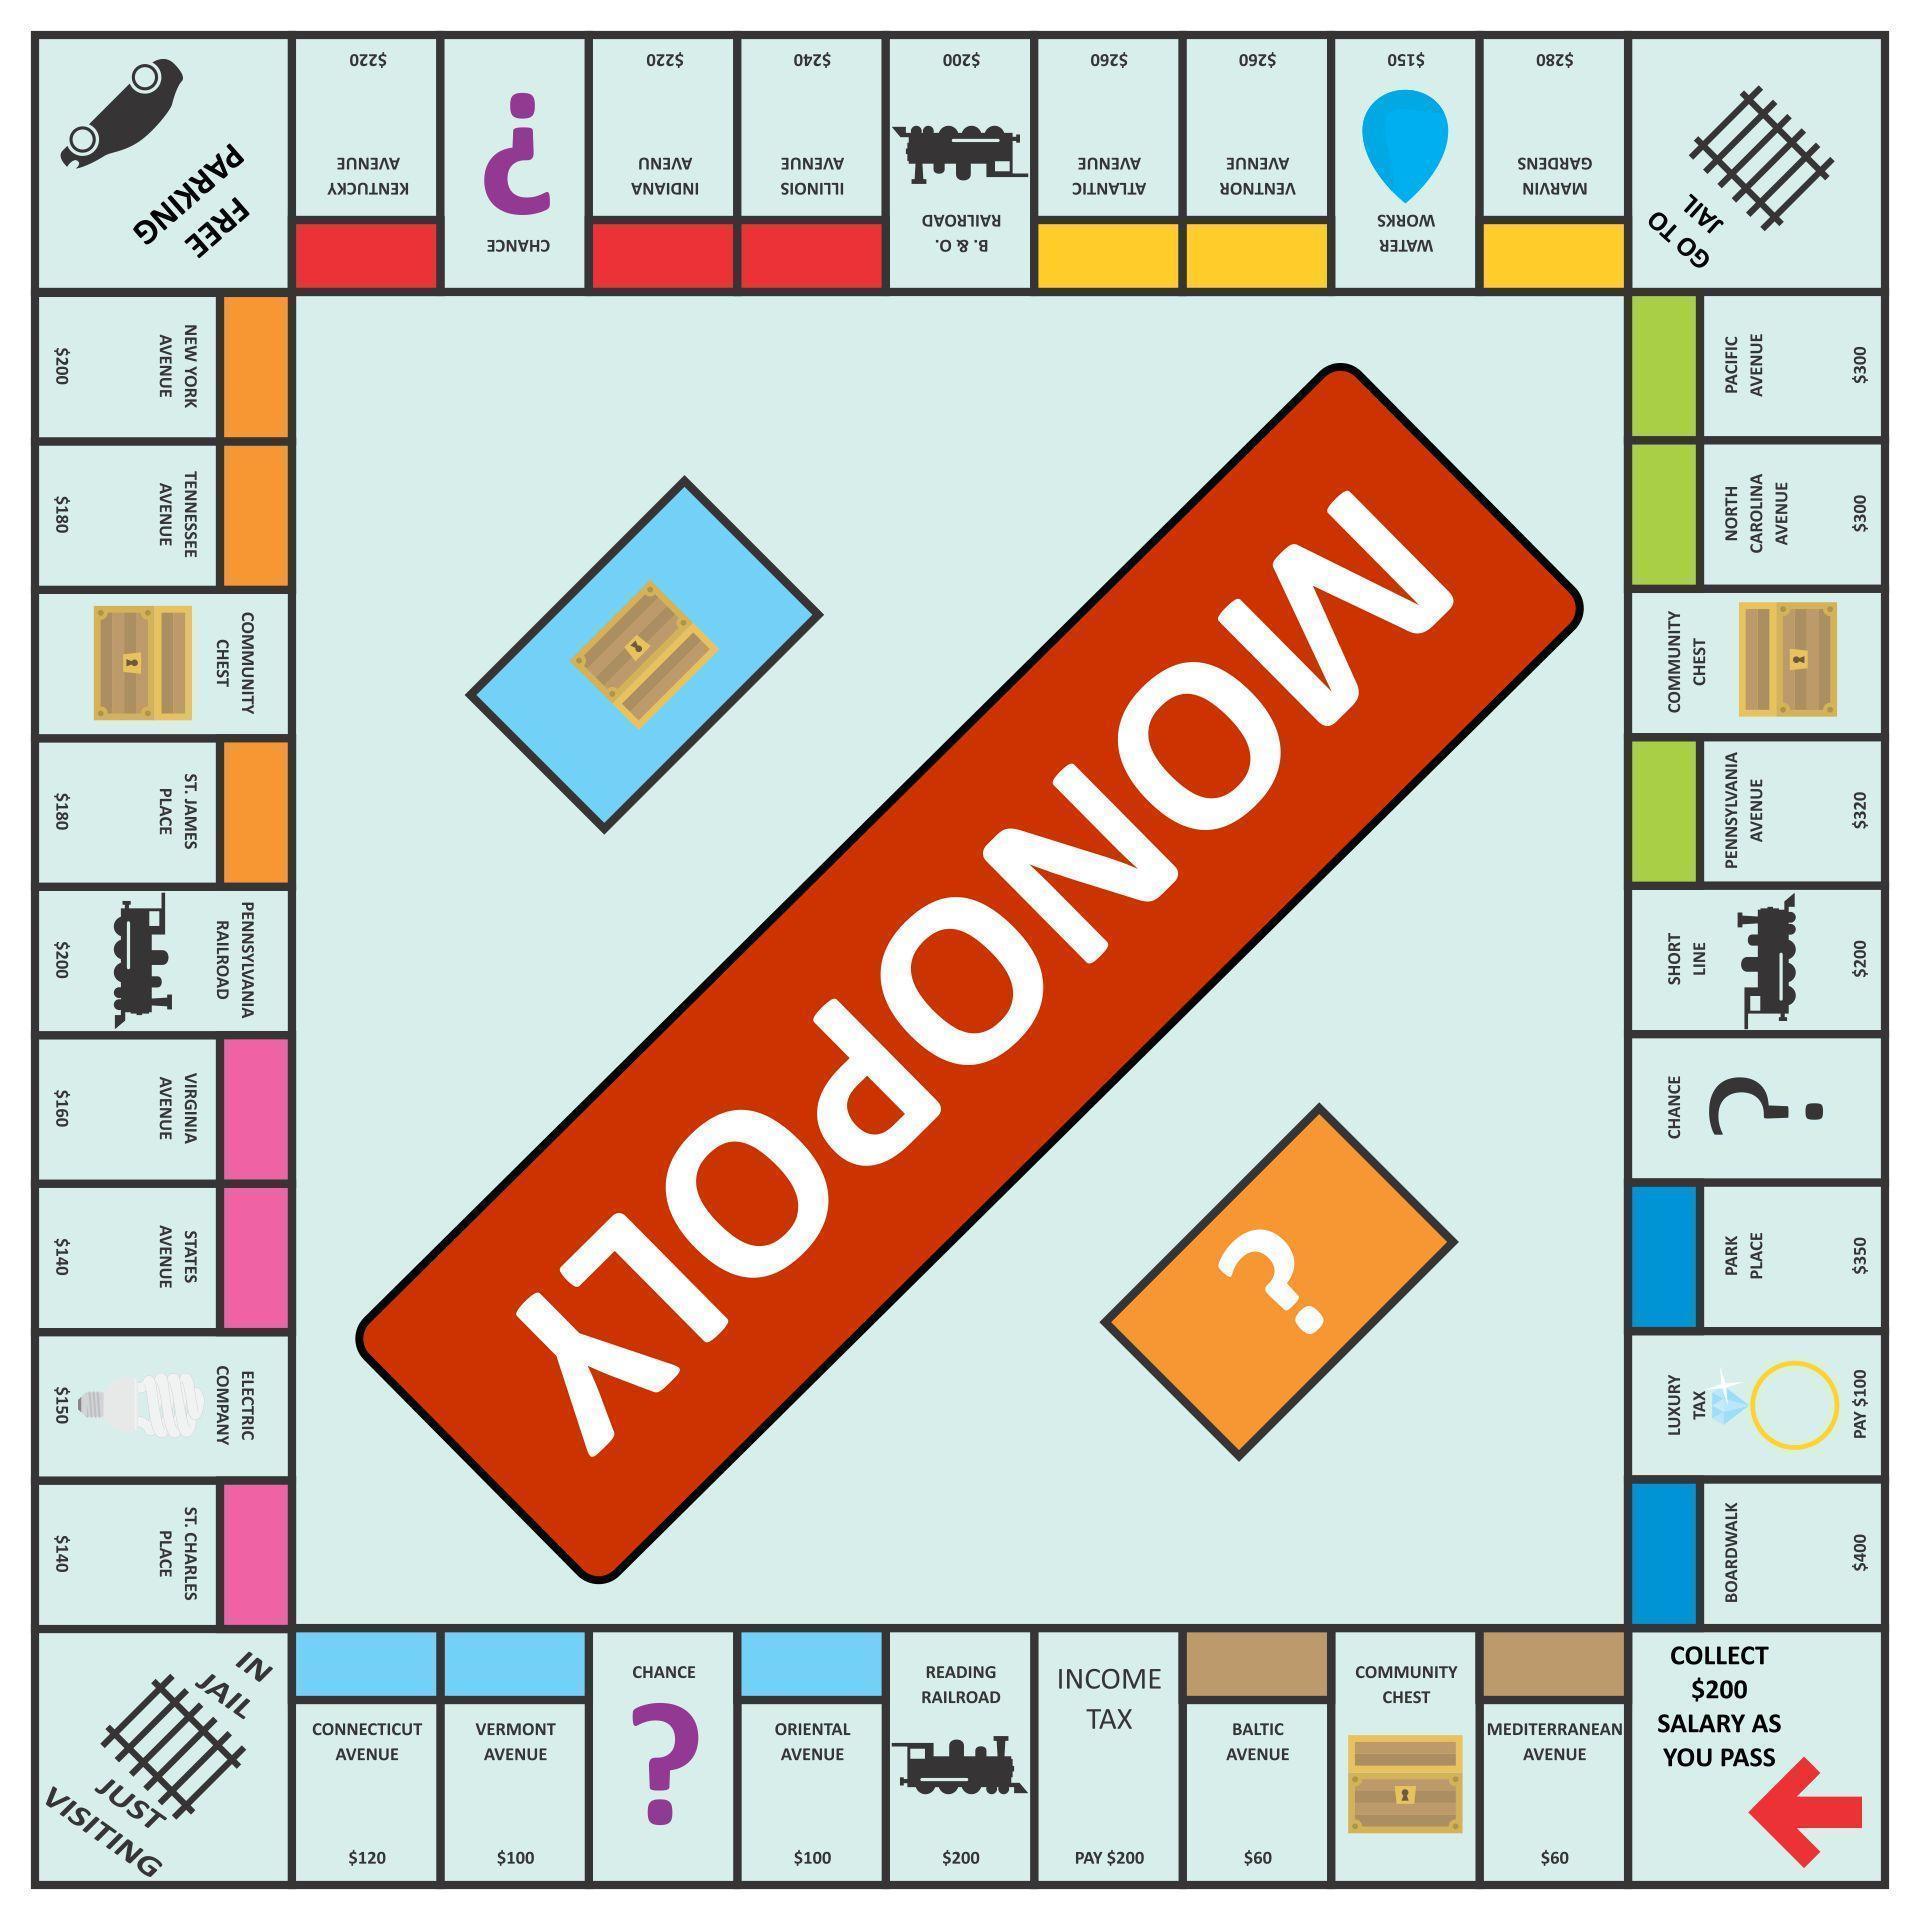 FREE
PARKING
KENTUCKY
AVENUE
$220
CHANCE
INDIANA
AVENU
$220
ILLINOIS
AVENUE
$240
B. & O.
RAILROAD
$200
ATLANTIC
AVENUE
$260
VENTNOR
AVENUE
$260
WATER
WORKS
$150
MARVIN
GARDENS
$280
GO TO
JAIL
PACIFIC
AVENUE
$300
NORTH
CAROLINA
AVENUE
$300
COMMUNITY
CHEST
PENNSYLVANIA
AVENUE
$320
SHORT
LINE
$200
CHANCE
?
PARK
PLACE
$350
LUXURY
TAX
PAY $100
BOARDWALK
$400
COLLECT
$200
SALARY AS
YOU PASS
MEDITERRANEAN
AVENUE
$60
COMMUNITY
CHEST
BALTIC
AVENUE
$60
INCOME
TAX
PAY $200
READING
RAILROAD
$200
ORIENTAL
AVENUE
$100
CHANCE
?
VERMONT
AVENUE
$100
CONNECTICUT
AVENUE
$120
IN
JAIL
JUST
VISITING
ST. CHARLES
PLACE
$140
ELECTRIC
COMPANY
$150
STATES
AVENUE
$140
VIRGINIA
AVENUE
$160
PENNSYLVANIA
RAILROAD
$200
ST. JAMES
PLACE
$180
COMMUNITY
CHEST
TENNESSEE
AVENUE
$180
NEW YORK
AVENUE
$200
?
MONOPOLY
?